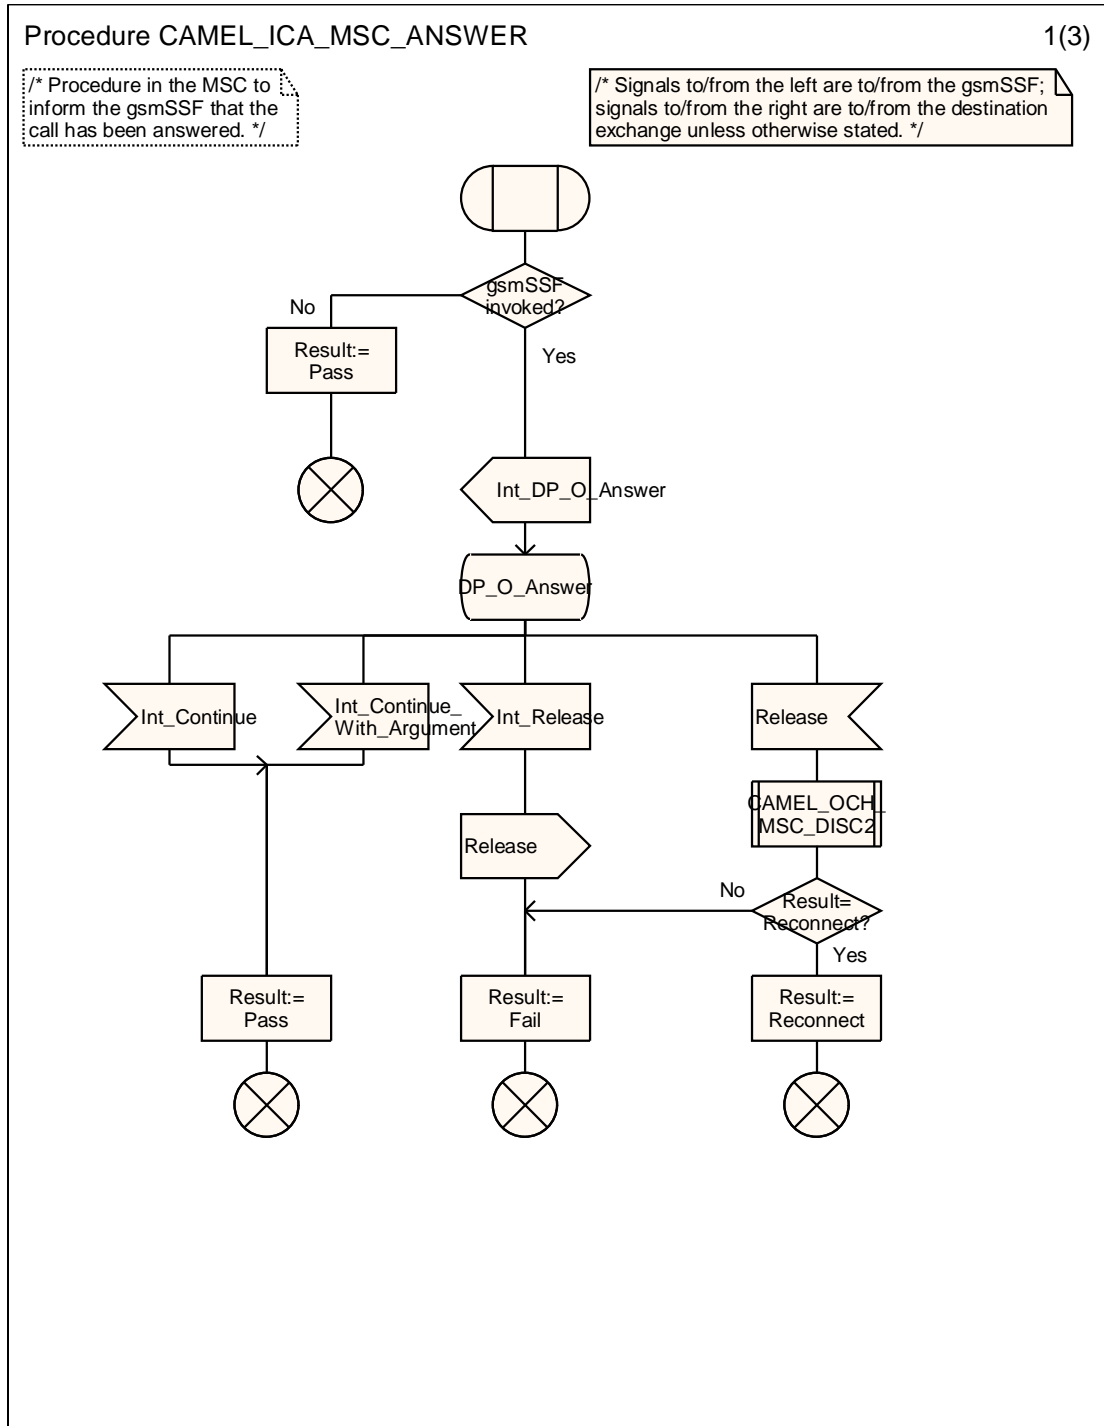 Procedure CAMEL_ICA_MSC_ANSWER
1(3)
/* Procedure in the MSC to
inform the gsmSSF that the
call has been answered. */
/* Signals to/from the left are to/from the gsmSSF;
signals to/from the right are to/from the destination
exchange unless otherwise stated. */
gsmSSF
invoked?
No
Yes
Result:=
Pass
Int_DP_O_Answer
DP_O_Answer
Int_Continue
Int_Continue_
With_Argument
Int_Release
Release
CAMEL_OCH_
MSC_DISC2
Release
No
Result=
Reconnect?
Yes
Result:=
Pass
Result:=
Fail
Result:=
Reconnect